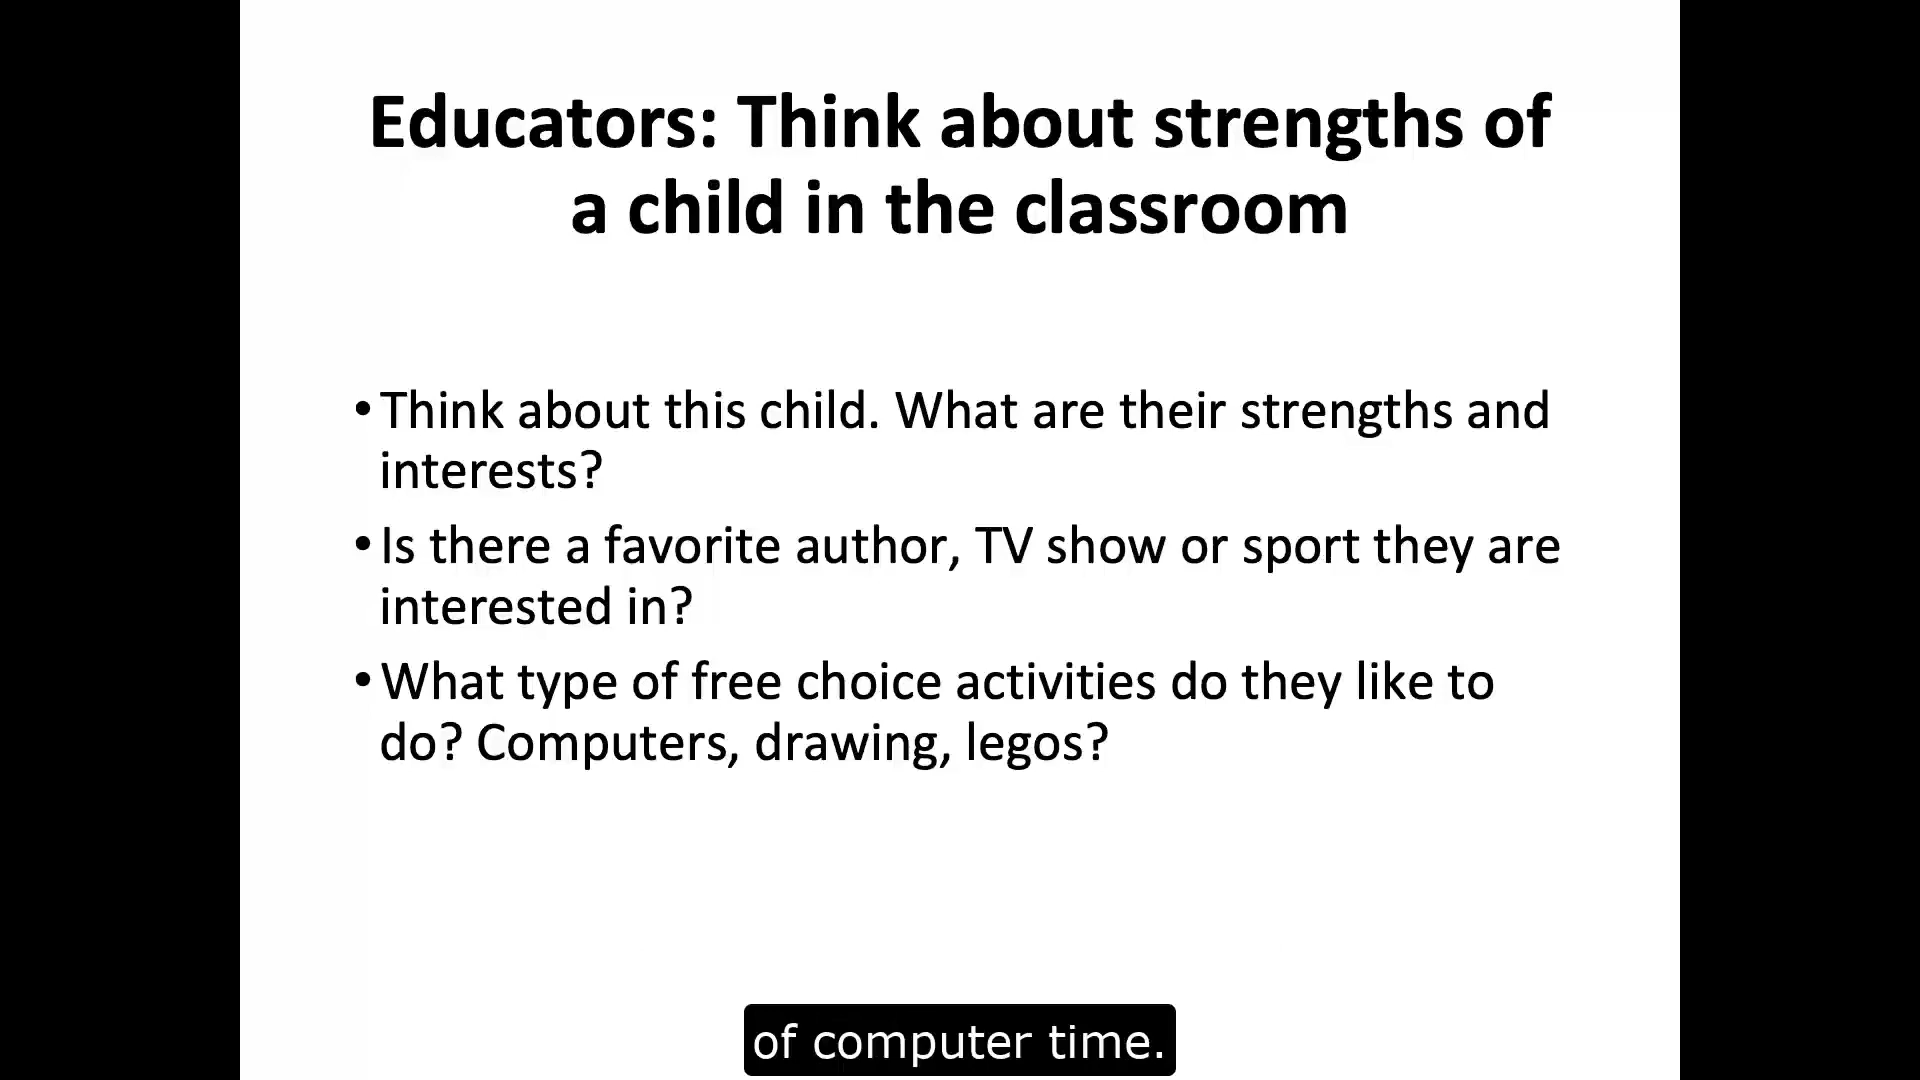 Educators: Think about strengths of
a child in the classroom
•Think about this child. What are their strengths and
interests?
•Is there a favorite author, TV show or sport they are
interested in?
•What type of free choice activities do they like to
do? Computers, drawing, legos?
of computer time.